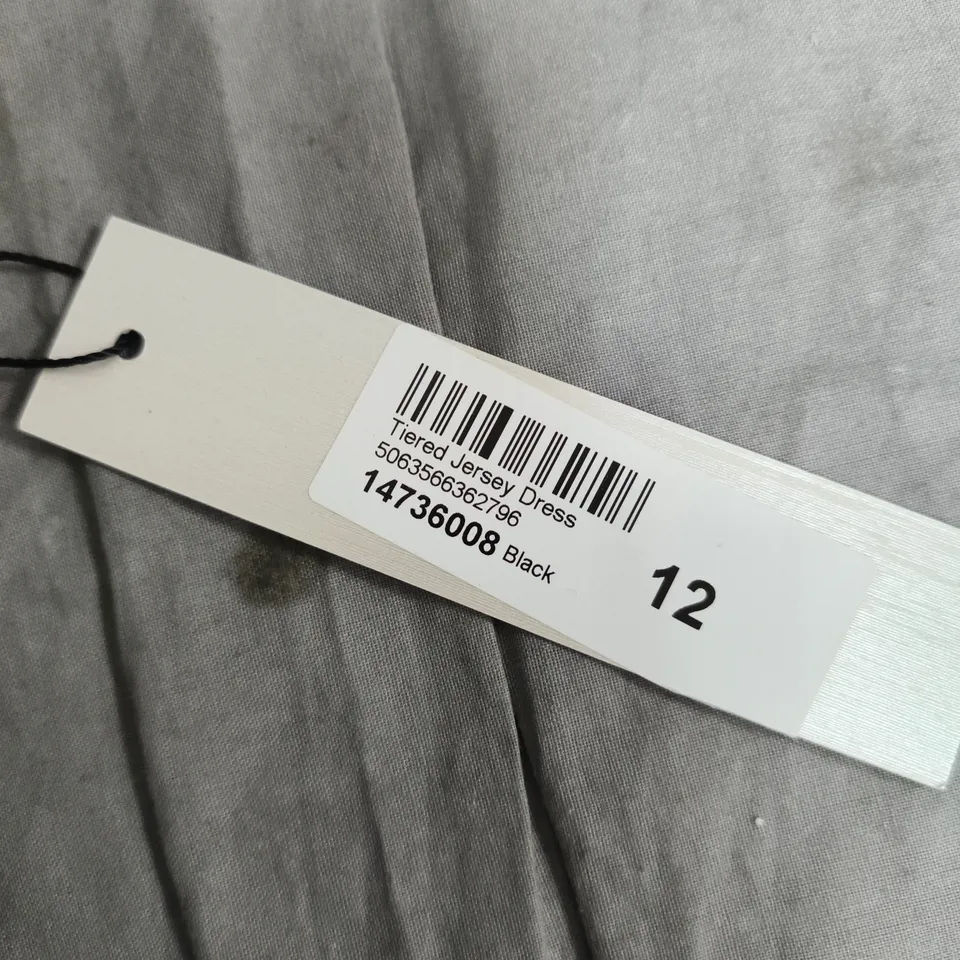 Tiered Jersey Dress
5063566362796
14736008 Black
12